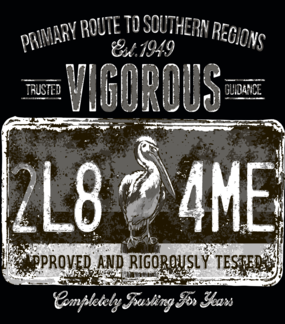 PRIMARY ROUTE TO SOUTHERN REGIONS
Est. 1949
TRUSTED VIGOROUS GUIDANCE
2L8 4ME
APPROVED AND RIGOROUSLY TESTED
Completely Trusting For Years